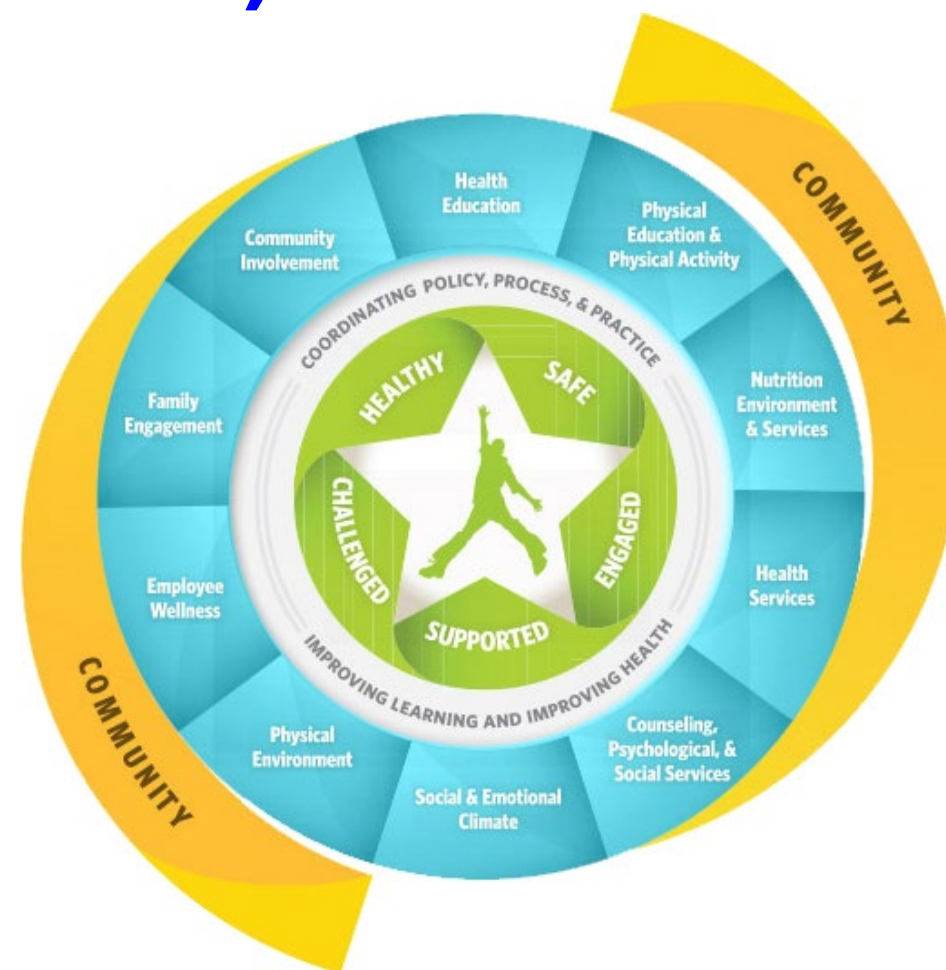 COMMUNITY
Health
Education
Physical
Education &
Physical Activity
Nutrition
Environment
& Services
Health
Services
Counseling,
Psychological, &
Social Services
Social & Emotional
Climate
Physical
Environment
Employee
Wellness
Family
Engagement
Community
Involvement
COORDINATING POLICY, PROCESS, & PRACTICE
IMPROVING LEARNING AND IMPROVING HEALTH
HEALTHY
SAFE
ENGAGED
SUPPORTED
CHALLENGED
COMMUNITY